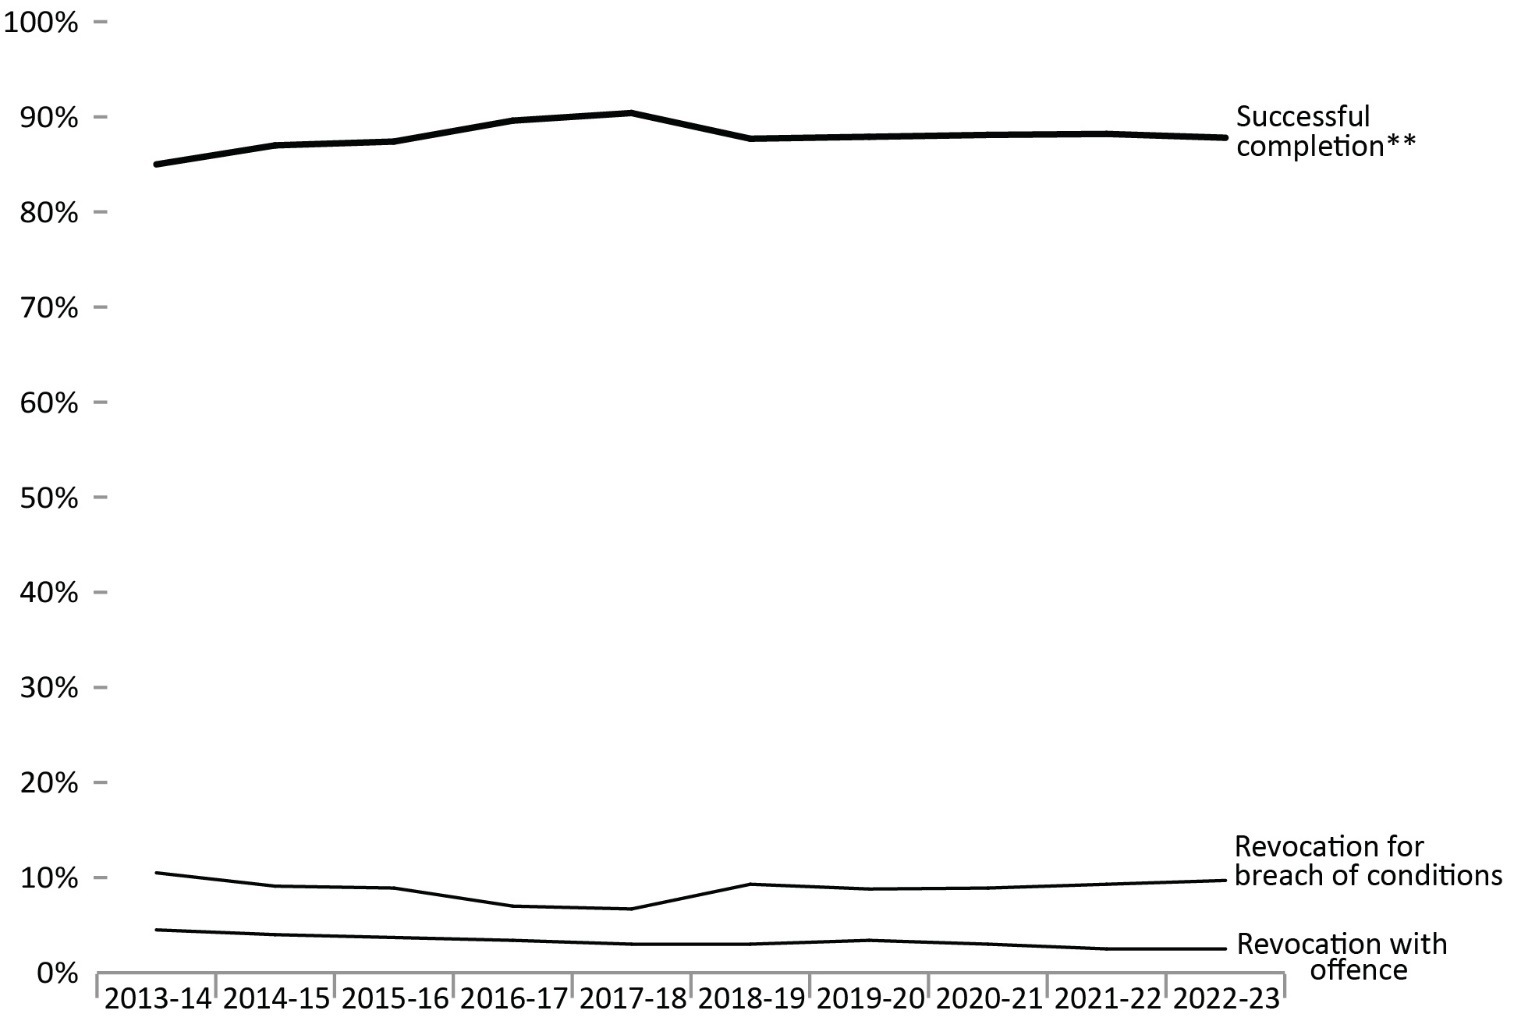 100%
90%
80%
70%
60%
50%
40%
30%
20%
10%
0%
Successful
completion**
Revocation for
breach of conditions
Revocation with
offence
2013-14 2014-15 2015-16 2016-17 2017-18 2018-19 2019-20 2020-21 2021-22 2022-23